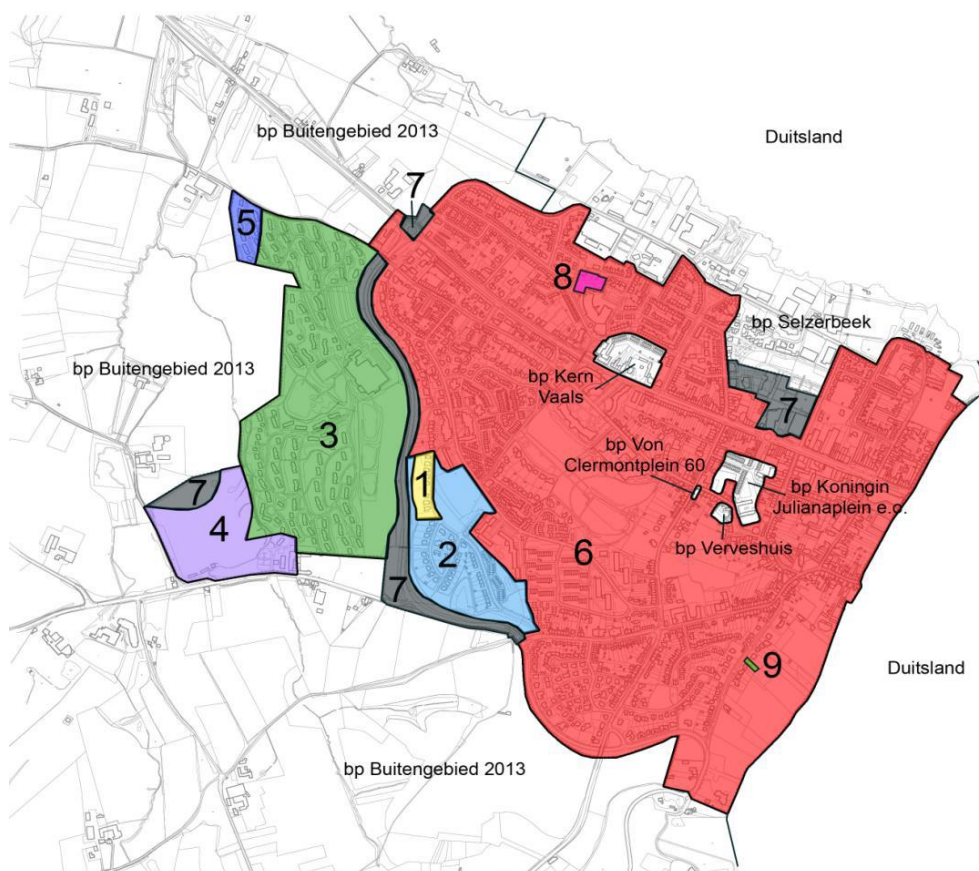 bp Buitengebied 2013
Duitsland
7
5
8
bp Selzerbeek
bp Buitengebied 2013
bp Kern
Vaals
7
3
bp Von
Clermontplein 60
1
7
bp Koningin
Julianaplein e.o.
4
2
6
bp Verveshuis
7
9
Duitsland
bp Buitengebied 2013